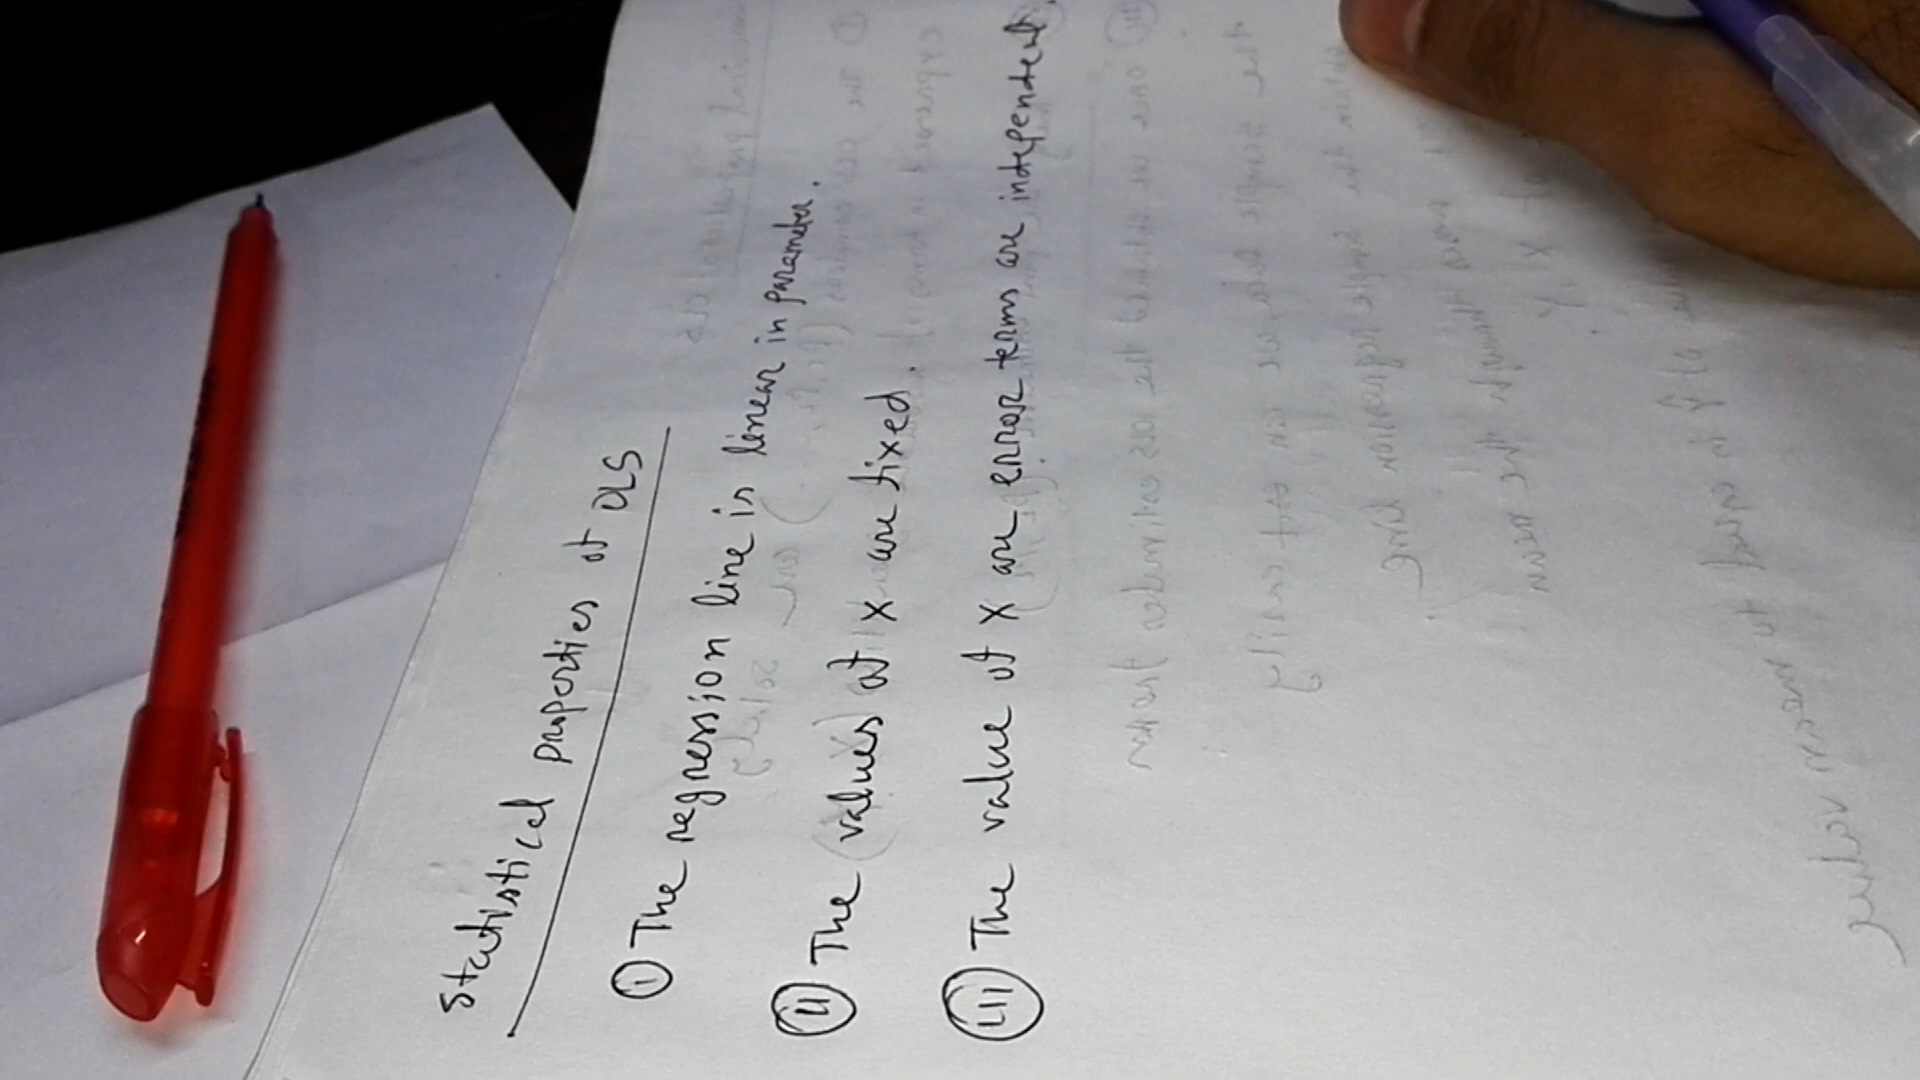 Statistical properties of OLS
(i) The regression line is linear in parameter.
(ii) The values of X are fixed.
(iii) The value of X are error terms are independent.